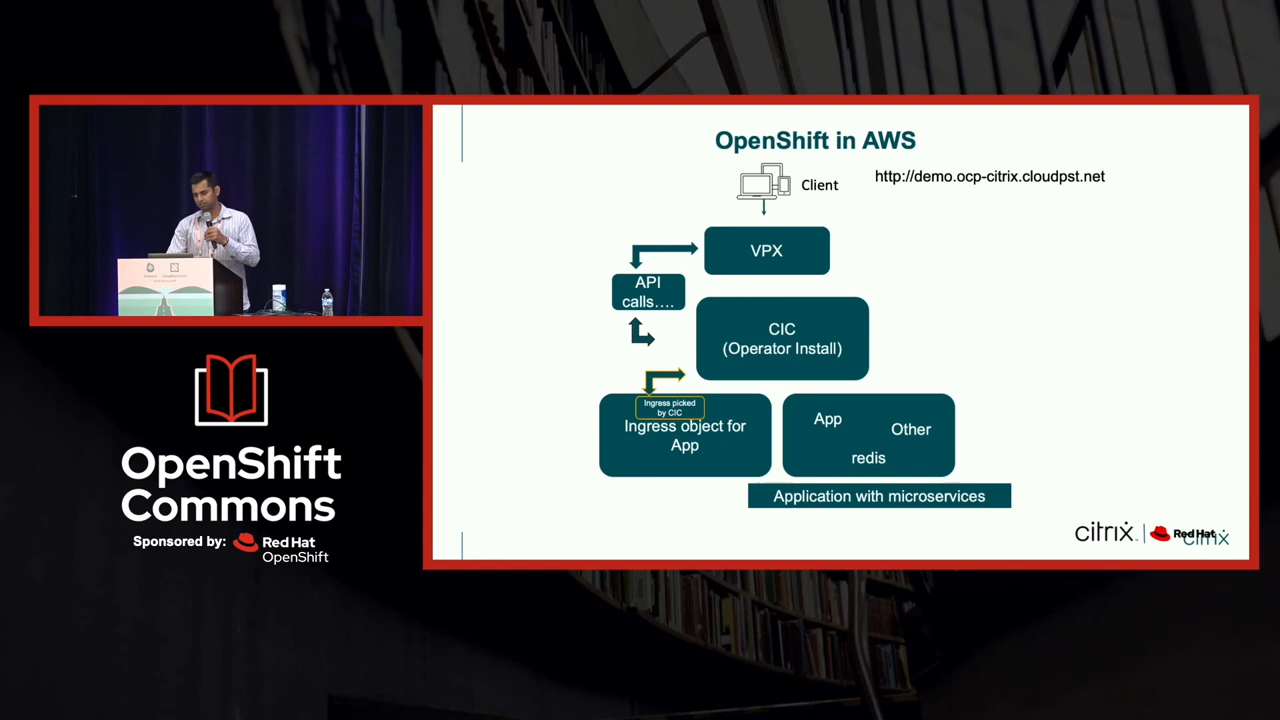 OpenShift in AWS
Client
http://demo.ocp-citrix.cloudpst.net
VPX
API
calls....
CIC
(Operator Install)
Ingress picked
by CIC
Ingress object for
App
App
Other
redis
Application with microservices
citrix
Red Hat
citrix
OpenShift
Commons
Sponsored by:
Red Hat
OpenShift